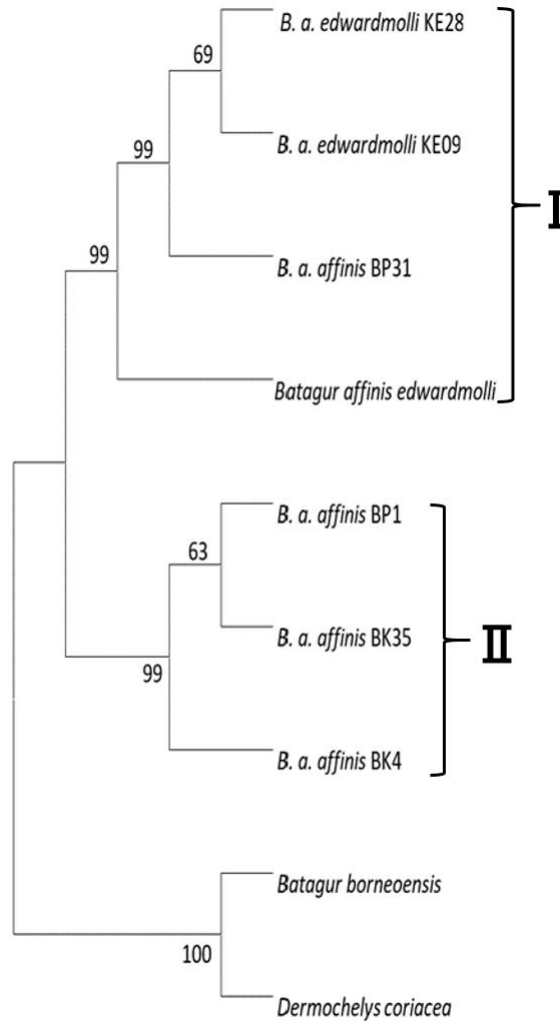 B. a. edwardmolli KE28
69
B. a. edwardmolli KE09
99
I
99
B. a. affinis BP31
Batagur affinis edwardmolli
B. a. affinis BP1
63
B. a. affinis BK35
II
99
B. a. affinis BK4
Batagur borneoensis
100
Dermochelys coriacea